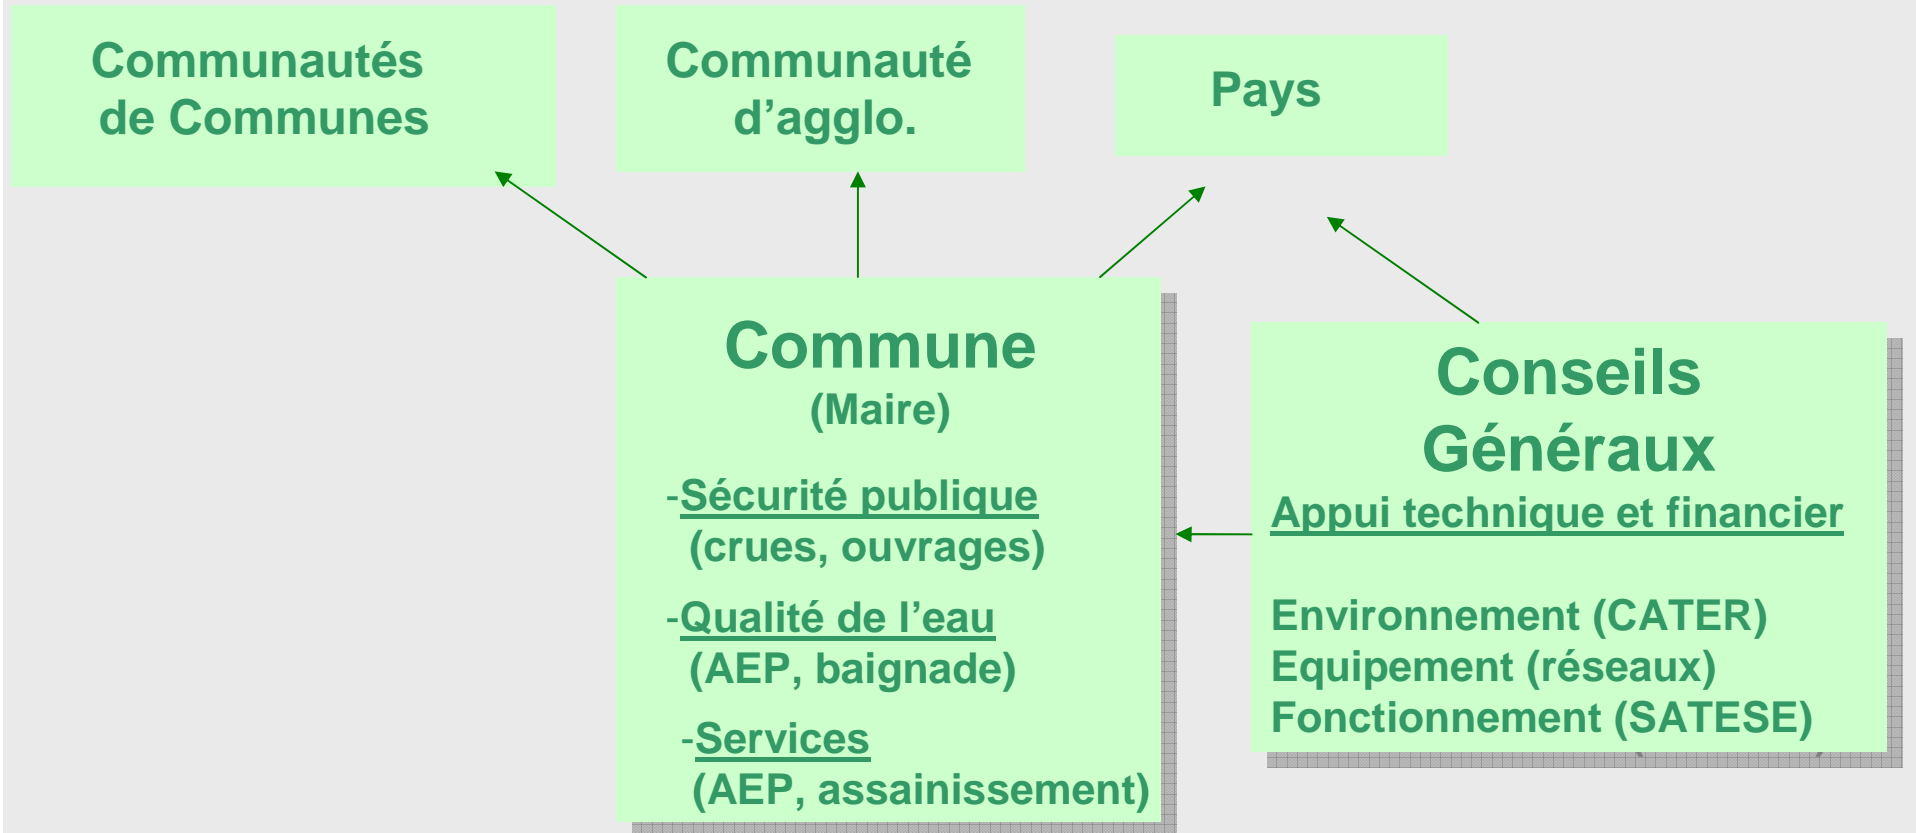 Communautés
de Communes
Communauté
d’agglo.
Pays
Commune
(Maire)
-Sécurité publique
(crues, ouvrages)
-Qualité de l’eau
(AEP, baignade)
-Services
(AEP, assainissement)
Conseils
Généraux
Appui technique et financier
Environnement (CATER)
Equipement (réseaux)
Fonctionnement (SATESE)